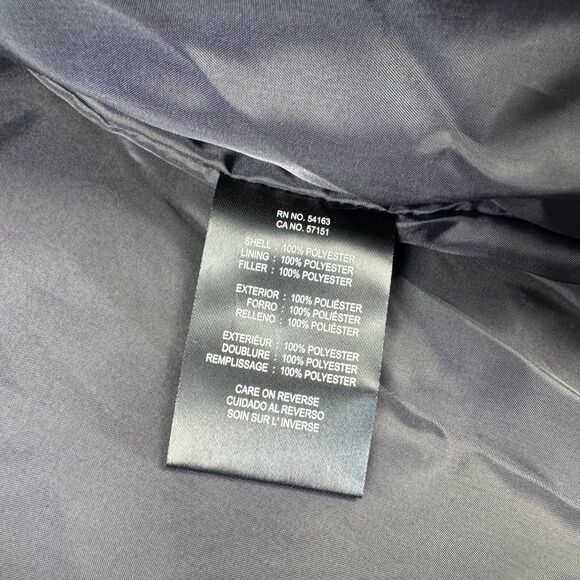 RN NO. 54163
CA NO. 57151
SHELL : 100% POLYESTER
LINING : 100% POLYESTER
FILLER : 100% POLYESTER
EXTERIOR : 100% POLIÉSTER
FORRO : 100% POLIÉSTER
RELLENO : 100% POLIÉSTER
EXTERIEUR : 100% POLYESTER
DOUBLURE : 100% POLYESTER
REMPLISSAGE : 100% POLYESTER
CARE ON REVERSE
CUIDADO AL REVERSO
SOIN SUR L' INVERSE